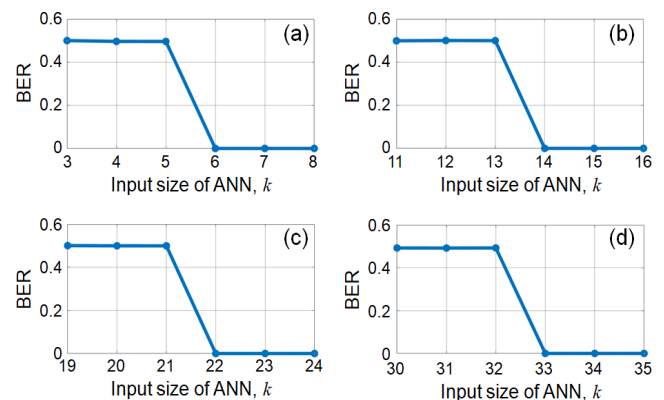 0.6
(a)
0.4
BER
0.2
0
3 4 5 6 7 8
Input size of ANN, k
0.6
(b)
0.4
BER
0.2
0
11 12 13 14 15 16
Input size of ANN, k
0.6
(c)
0.4
BER
0.2
0
19 20 21 22 23 24
Input size of ANN, k
0.6
(d)
0.4
BER
0.2
0
30 31 32 33 34 35
Input size of ANN, k